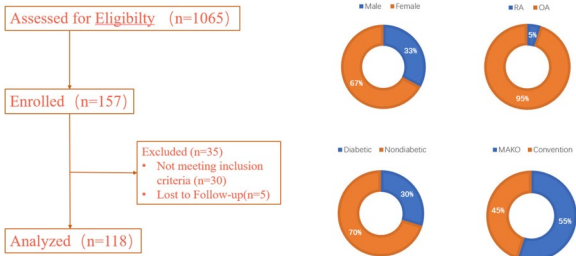 Assessed for Eligibilty （n=1065)
Enrolled (n=157)
Excluded (n=35)
• Not meeting inclusion
criteria (n=30)
• Lost to Follow-up(n=5)
Analyzed (n=118)
Male Female
33%
67%
RA OA
5%
95%
Diabetic Nondiabetic
30%
70%
MAKO Convention
45%
55%